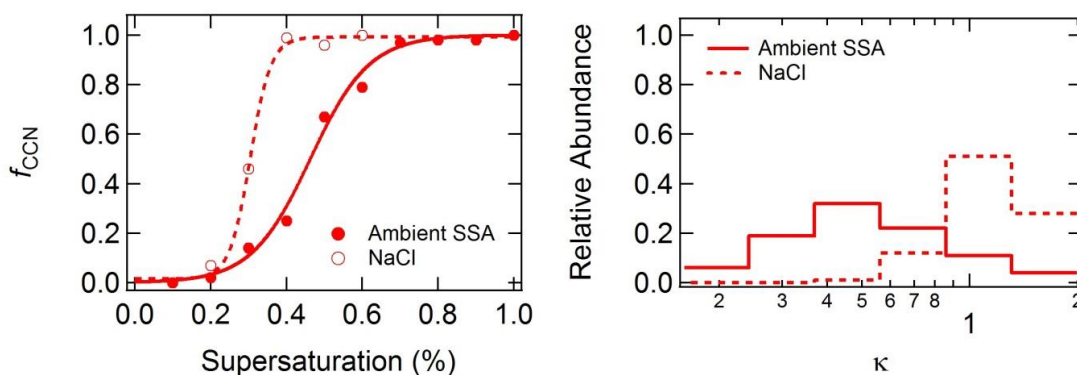 f_CCN
1.0
0.8
0.6
0.4
0.2
0.0
Ambient SSA
NaCl
0.0 0.2 0.4 0.6 0.8 1.0
Supersaturation (%)
Relative Abundance
1.0
0.8
0.6
0.4
0.2
0.0
Ambient SSA
NaCl
2 3 4 5 6 7 8 1 2
κ